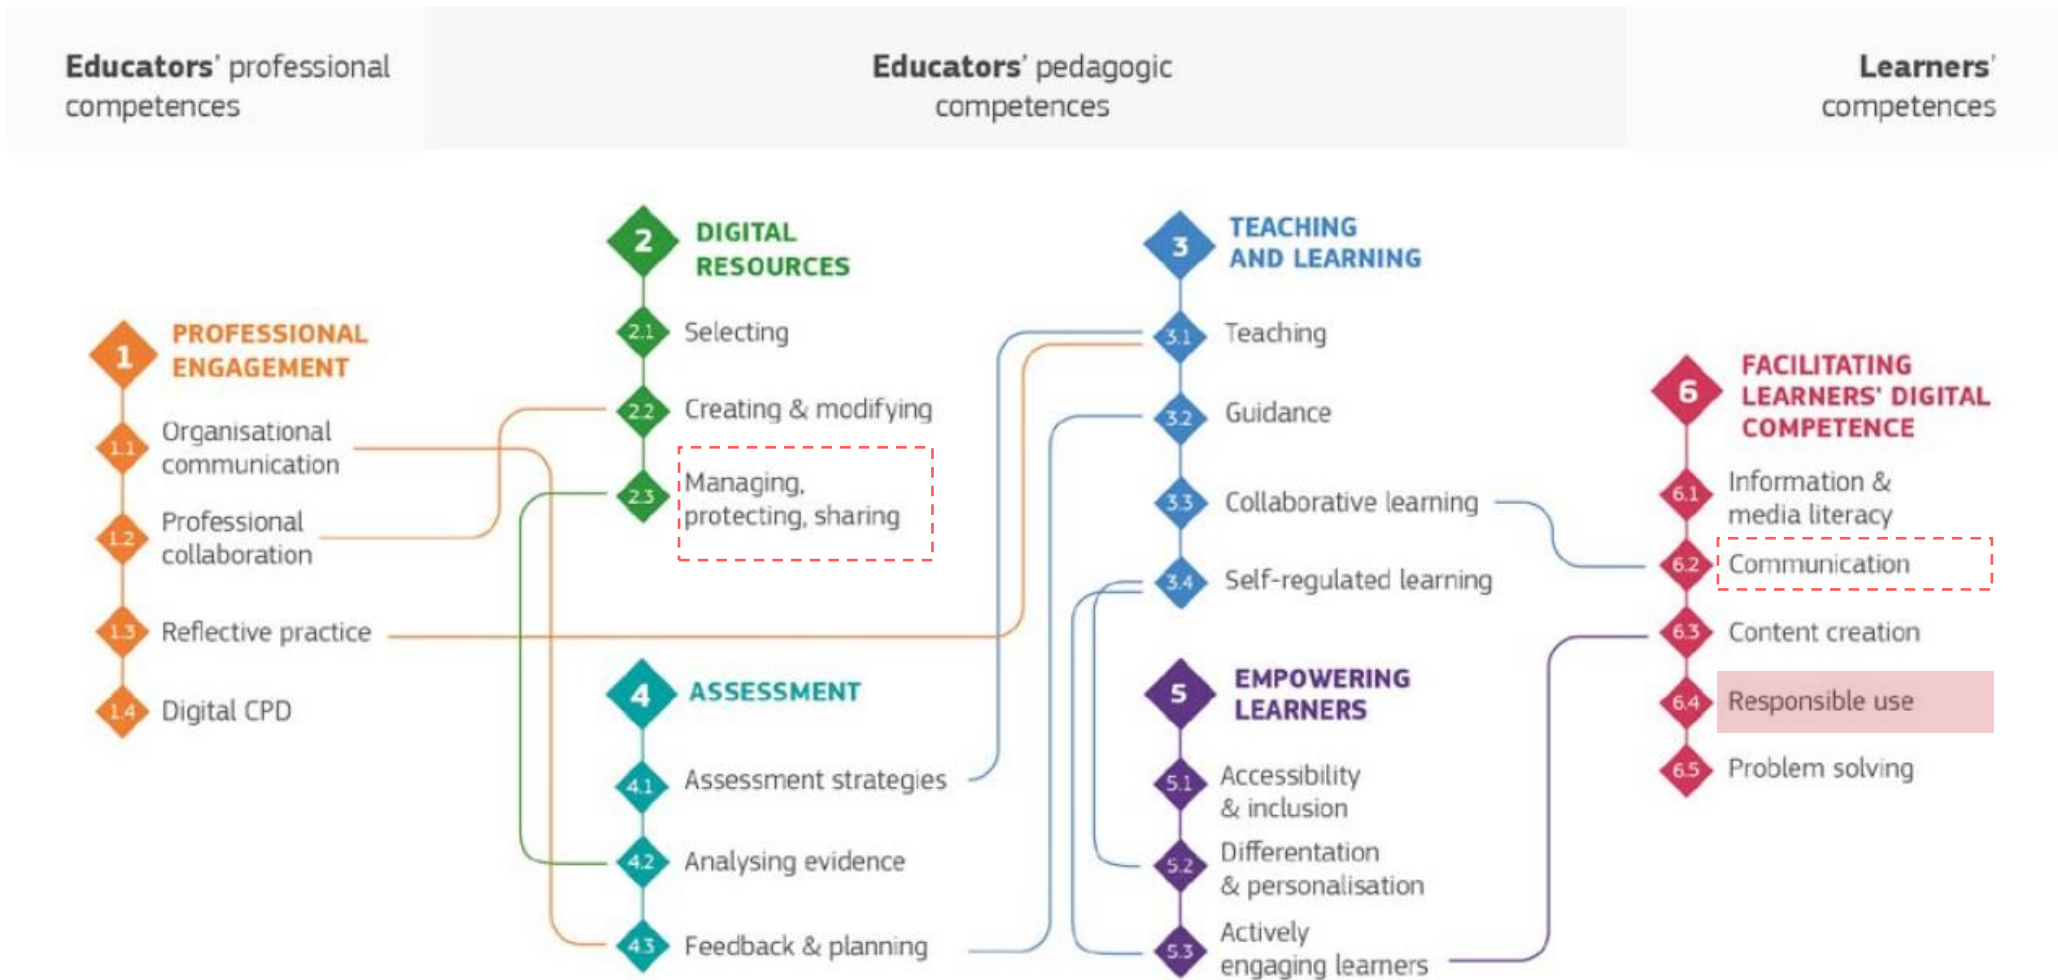 Educators' professional
competences
Educators' pedagogic
competences
Learners'
competences
1
PROFESSIONAL
ENGAGEMENT
1.1
Organisational
communication
1.2
Professional
collaboration
1.3
Reflective practice
1.4
Digital CPD
2
DIGITAL
RESOURCES
2.1
Selecting
2.2
Creating & modifying
2.3
Managing,
protecting, sharing
3
TEACHING
AND LEARNING
3.1
Teaching
3.2
Guidance
3.3
Collaborative learning
3.4
Self-regulated learning
4
ASSESSMENT
4.1
Assessment strategies
4.2
Analysing evidence
4.3
Feedback & planning
5
EMPOWERING
LEARNERS
5.1
Accessibility
& inclusion
5.2
Differentation
& personalisation
5.3
Actively
engaging learners
6
FACILITATING
LEARNERS' DIGITAL
COMPETENCE
6.1
Information &
media literacy
6.2
Communication
6.3
Content creation
6.4
Responsible use
6.5
Problem solving